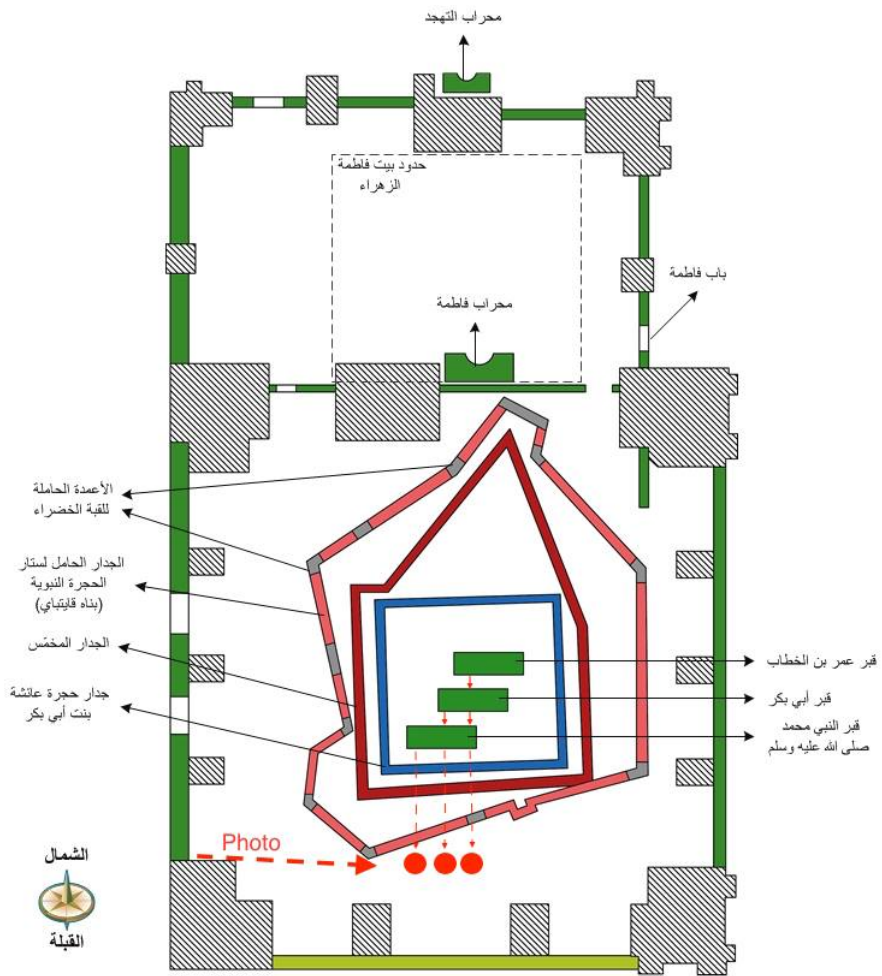 محراب التهجد
حدود بيت فاطمة
الزهراء
باب فاطمة
محراب فاطمة
الأعمدة الحاملة
للقبة الخضراء
الجدار الحامل لستار
الحجرة النبوية
(بناه قايتباي)
الجدار المخمّس
جدار حجرة عائشة
بنت أبي بكر
قبر عمر بن الخطاب
قبر أبي بكر
قبر النبي محمد
صلى الله عليه وسلم
Photo
الشمال
القبلة